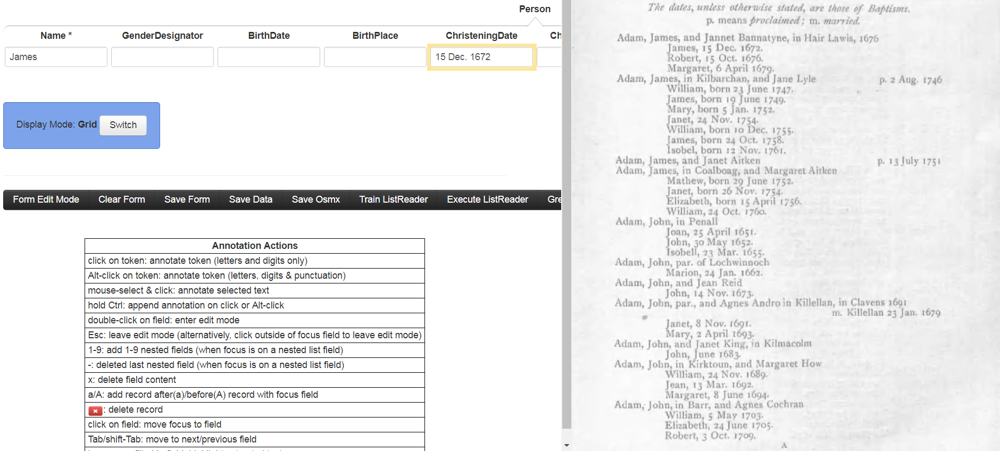 Person
Name *
GenderDesignator
BirthDate
BirthPlace
ChristeningDate
Ch
James
15 Dec. 1672
Display Mode: Grid
Switch
Form Edit Mode
Clear Form
Save Form
Save Data
Save Osmx
Train ListReader
Execute ListReader
Gre
Annotation Actions
click on token: annotate token (letters and digits only)
Alt-click on token: annotate token (letters, digits & punctuation)
mouse-select & click: annotate selected text
hold Ctrl: append annotation on click or Alt-click
double-click on field: enter edit mode
Esc: leave edit mode (alternatively, click outside of focus field to leave edit mode)
1-9: add 1-9 nested fields (when focus is on a nested list field)
-: deleted last nested field (when focus is on a nested list field)
x: delete field content
a/A: add record after(a)/before(A) record with focus field
: delete record
click on field: move focus to field
Tab/shift-Tab: move to next/previous field
The dates, unless otherwise stated, are those of Baptisms.
p. means proclaimed; m. married.
Adam, James, and Jannet Bannatyne, in Hair Lawis, 1676
James, 15 Dec. 1672.
Robert, 15 Oct. 1676.
Margaret, 6 April 1679.
Adam, James, in Kilbarchan, and Jane Lyle p. 2 Aug. 1746
William, born 23 June 1747.
James, born 19 June 1749.
Mary, born 5 Jan. 1752.
Janet, 24 Nov. 1754.
William, born 10 Dec. 1755.
James, born 24 Oct. 1758.
Isobel, born 12 Nov. 1761.
Adam, James, and Janet Aitken p. 13 July 1751
Adam, James, in Coalboag, and Margaret Aitken
Mathew, born 29 June 1752.
Janet, born 26 Nov. 1754.
Elizabeth, born 15 April 1756.
William, 24 Oct. 1760.
Adam, John, in Penall
Joan, 25 April 1651.
John, 30 May 1652.
Isobell, 23 Mar. 1655.
Adam, John, par. of Lochwinnoch
Marion, 24 Jan. 1662.
Adam, John, and Jean Reid
John, 14 Nov. 1673.
Adam, John, par., and Agnes Andro in Killellan, in Clavens 1691
m. Killellan 23 Jan. 1679
Janet, 8 Nov. 1691.
Mary, 2 April 1693.
Adam, John, and Janet King, in Kilmacolm
John, June 1683.
Adam, John, in Kirktoun, and Margaret How
William, 24 Nov. 1689.
Jean, 13 Mar. 1692.
Margaret, 8 June 1694.
Adam, John, in Barr, and Agnes Cochran
William, 5 May 1703.
Elizabeth, 24 June 1705.
Robert, 3 Oct. 1709.
A